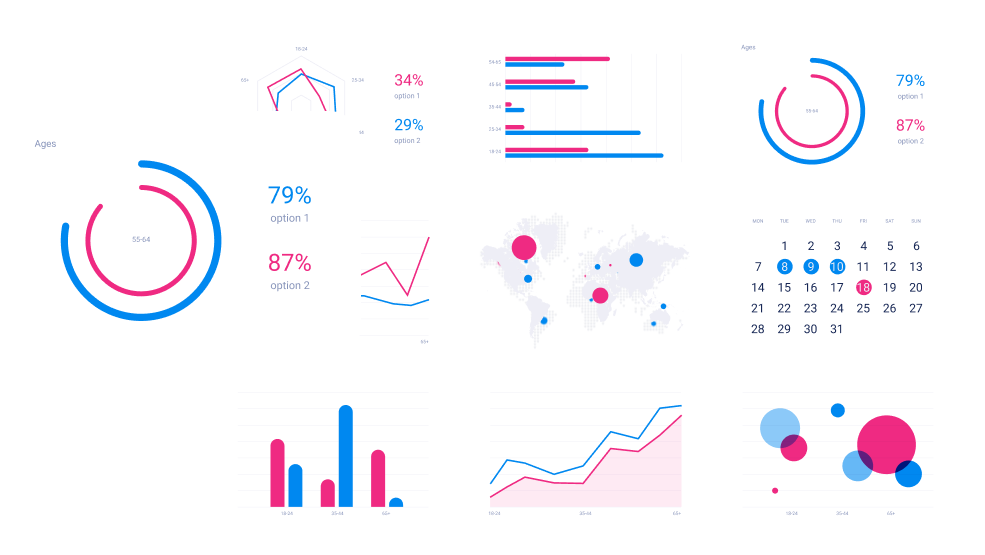 Ages
55-64
79%
option 1
87%
option 2
18-24
25-34
65+
34%
option 1
29%
option 2
65+
54-65
45-54
35-44
25-34
18-24
Ages
55-64
79%
option 1
87%
option 2
MON TUE WED THU FRI SAT SUN
1 2 3 4 5 6
7 8 9 10 11 12 13
14 15 16 17 18 19 20
21 22 23 24 25 26 27
28 29 30 31
18-24 35-44 65+
18-24 35-44 65+
18-24 35-44 65+